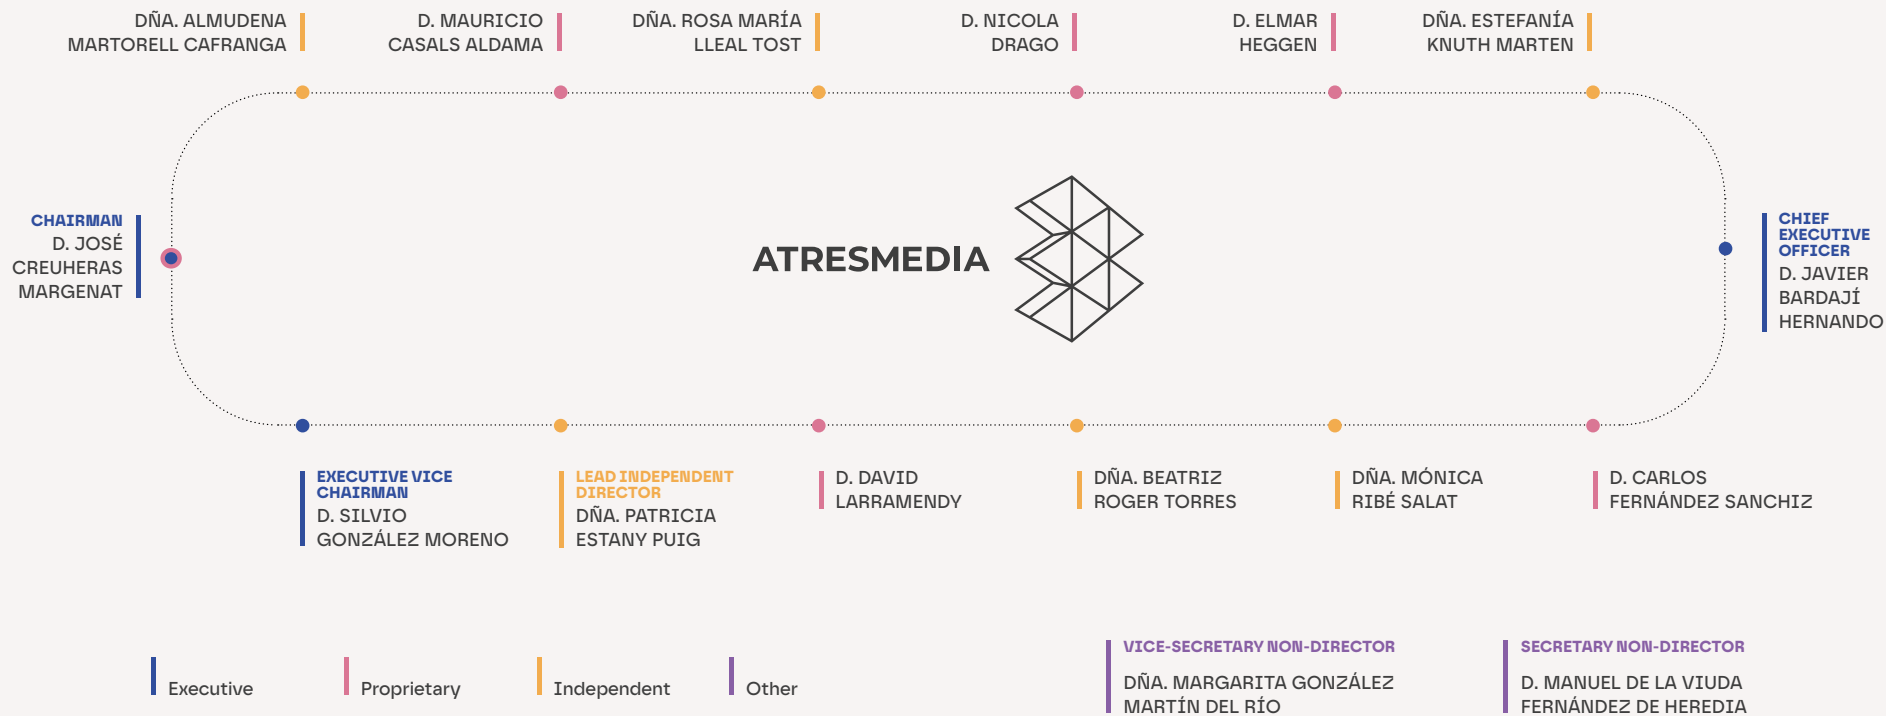 DÑA. ALMUDENA
MARTORELL CAFRANGA
D. MAURICIO
CASALS ALDAMA
DÑA. ROSA MARÍA
LLEAL TOST
D. NICOLA
DRAGO
D. ELMAR
HEGGEN
DÑA. ESTEFANÍA
KNUTH MARTEN
CHAIRMAN
D. JOSÉ
CREUHERAS
MARGENAT
ATRESMEDIA
CHIEF
EXECUTIVE
OFFICER
D. JAVIER
BARDAJÍ
HERNANDO
EXECUTIVE VICE
CHAIRMAN
D. SILVIO
GONZÁLEZ MORENO
LEAD INDEPENDENT
DIRECTOR
DÑA. PATRICIA
ESTANY PUIG
D. DAVID
LARRAMENDY
DÑA. BEATRIZ
ROGER TORRES
DÑA. MÓNICA
RIBÉ SALAT
D. CARLOS
FERNÁNDEZ SANCHIZ
Executive
Proprietary
Independent
Other
VICE-SECRETARY NON-DIRECTOR
DÑA. MARGARITA GONZÁLEZ
MARTÍN DEL RÍO
SECRETARY NON-DIRECTOR
D. MANUEL DE LA VIUDA
FERNÁNDEZ DE HEREDIA